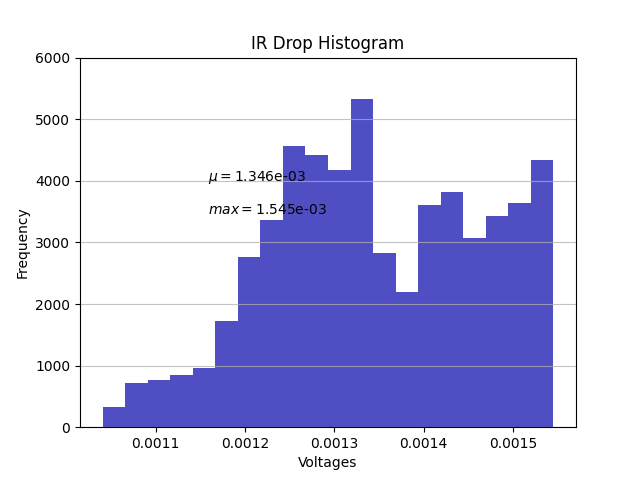 IR Drop Histogram
6000
5000
4000
3000
2000
1000
0
Frequency
μ = 1.346e-03
max = 1.545e-03
0.0011 0.0012 0.0013 0.0014 0.0015
Voltages